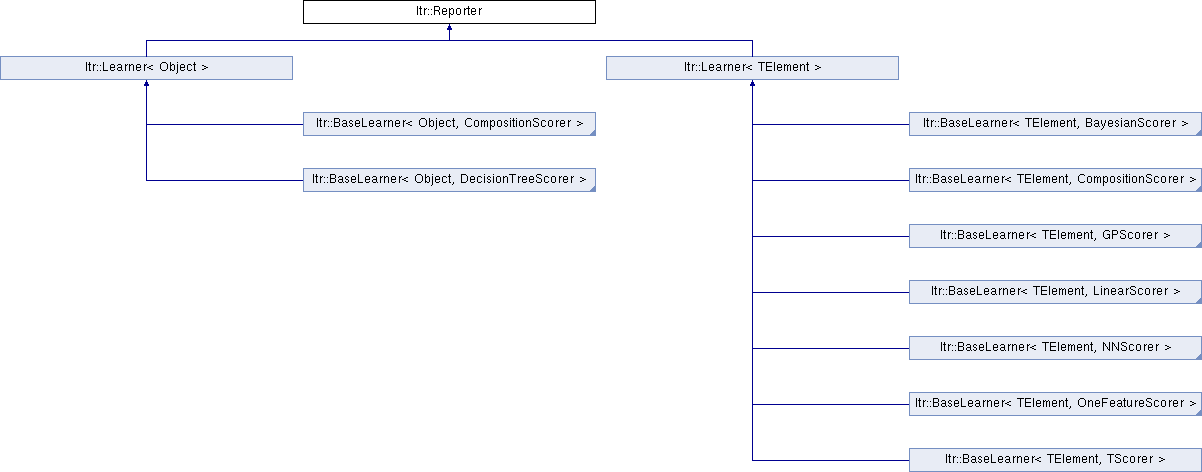 ltr::Reporter
ltr::Learner< Object >
ltr::Learner< TElement >
ltr::BaseLearner< Object, CompositionScorer >
ltr::BaseLearner< TElement, BayesianScorer >
ltr::BaseLearner< Object, DecisionTreeScorer >
ltr::BaseLearner< TElement, CompositionScorer >
ltr::BaseLearner< TElement, GPScorer >
ltr::BaseLearner< TElement, LinearScorer >
ltr::BaseLearner< TElement, NNScorer >
ltr::BaseLearner< TElement, OneFeatureScorer >
ltr::BaseLearner< TElement, TScorer >